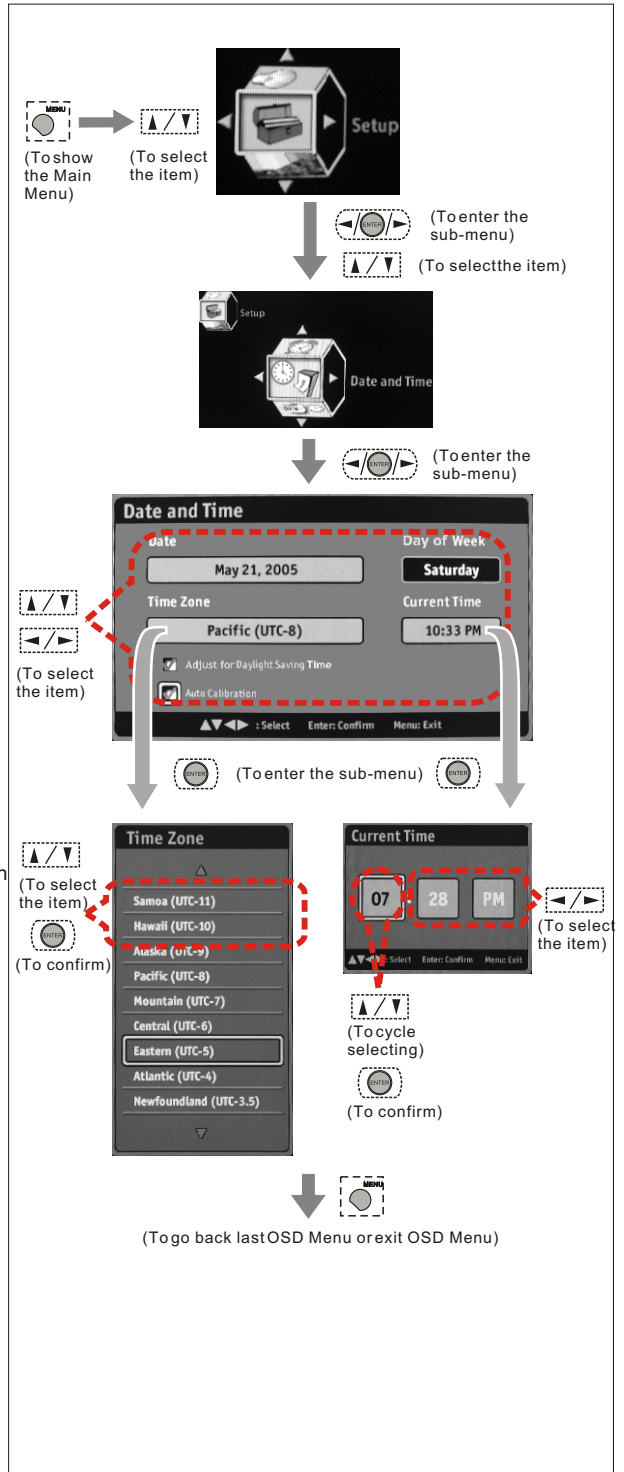 MENU
(To show
the Main
Menu)
(To select
the item)
Setup
ENTER
(To enter the
sub-menu)
(To select the item)
Setup
Date and Time
ENTER
(To enter the
sub-menu)
Date and Time
Date
Day of Week
May 21, 2005
Saturday
Time Zone
Current Time
Pacific (UTC-8)
10:33 PM
Adjust for Daylight Saving Time
Auto Calibration
▲▼◀▶ : Select Enter: Confirm Menu: Exit
(To select
the item)
ENTER
(To enter the sub-menu)
ENTER
n
(To select
the item)
ENTER
(To confirm)
Time Zone
Samoa (UTC-11)
Hawaii (UTC-10)
Alaska (UTC-9)
Pacific (UTC-8)
Mountain (UTC-7)
Central (UTC-6)
Eastern (UTC-5)
Atlantic (UTC-4)
Newfoundland (UTC-3.5)
Current Time
07 : 28 PM
▲▼◀▶ : Select Enter: Confirm Menu: Exit
(To select
the item)
(To cycle
selecting)
ENTER
(To confirm)
MENU
(To go back last OSD Menu or exit OSD Menu)